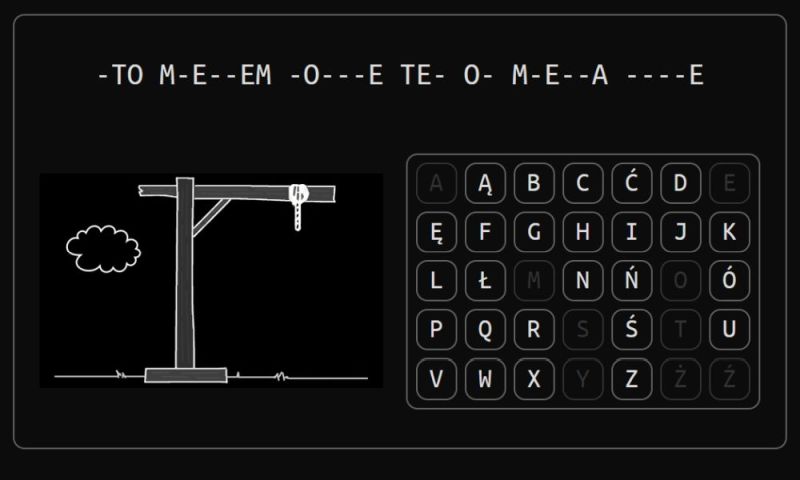 -TO M-E--EM -O---E TE- O- M-E--A ----E
A Ą B C Ć D E
Ę F G H I J K
L Ł M N Ń O Ó
P Q R S Ś T U
V W X Y Z Ż Ź